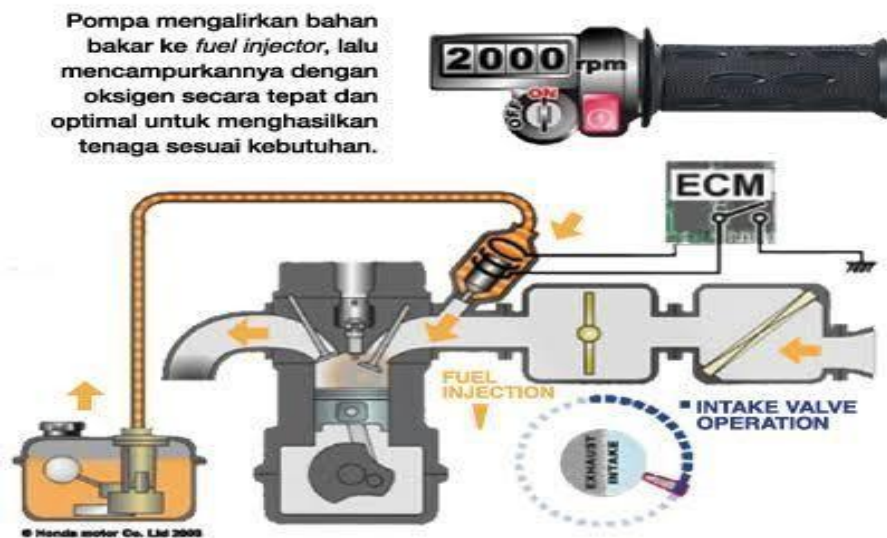 Pompa mengalirkan bahan
bakar ke fuel injector, lalu
mencampurkannya dengan
oksigen secara tepat dan
optimal untuk menghasilkan
tenaga sesuai kebutuhan.
2000 rpm
OFF ON
ECM
FUEL
INJECTION
INTAKE VALVE
OPERATION
EXHAUST
INTAKE
© Honda motor Co. Ltd 2003